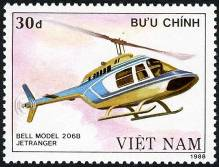 30đ BƯU CHÍNH
BELL MODEL 206B
JETRANGER
VIỆT NAM
1988